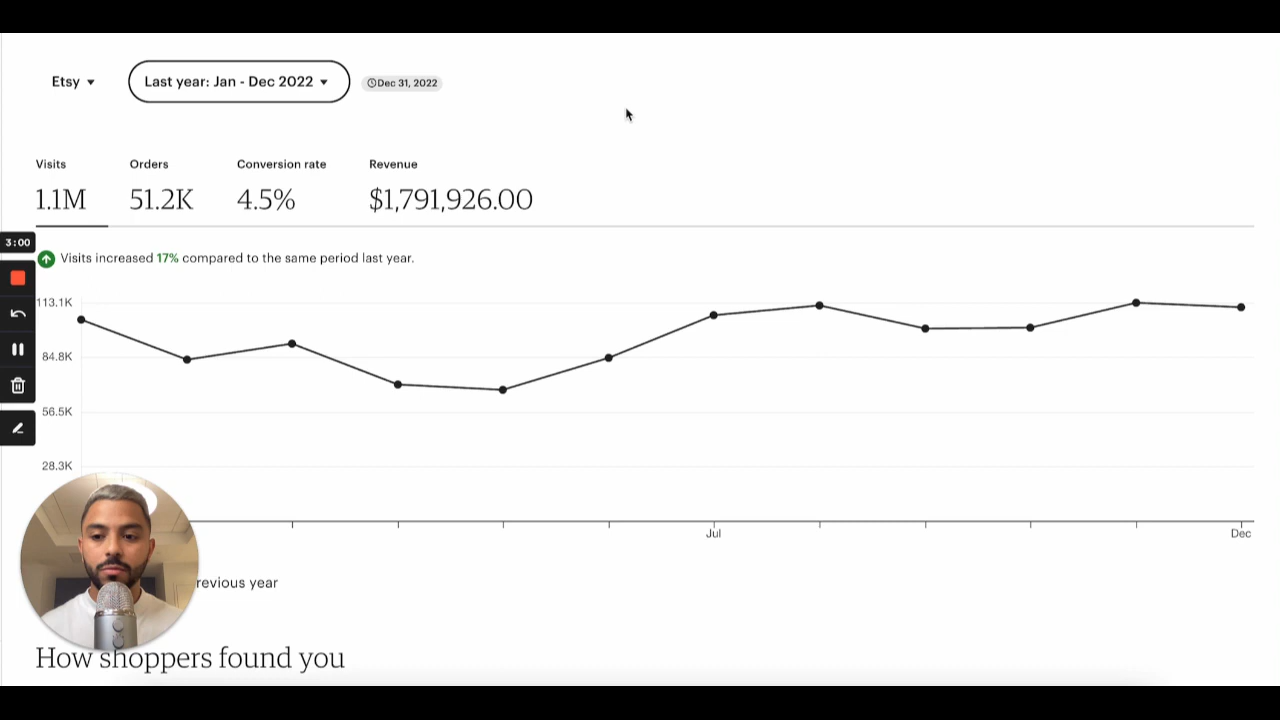 Etsy
Last year: Jan - Dec 2022
Dec 31, 2022
Visits Orders Conversion rate Revenue
1.1M 51.2K 4.5% $1,791,926.00
3:00
Visits increased 17% compared to the same period last year.
113.1K
84.8K
56.5K
28.3K
Jul Dec
revious year
How shoppers found you